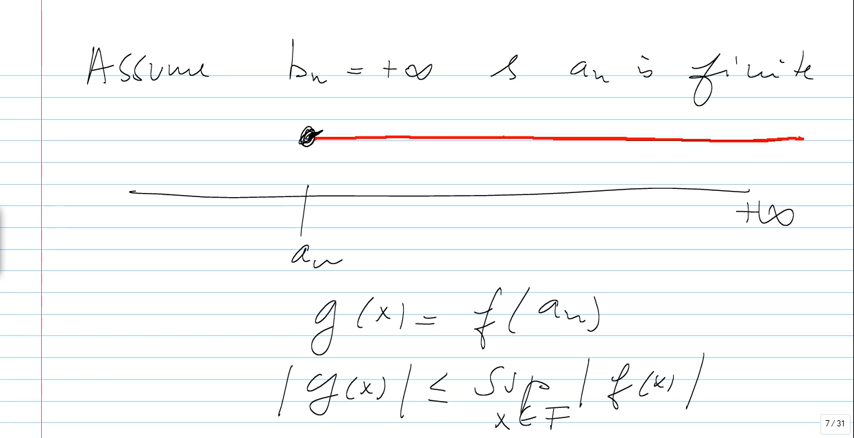 Assume bₙ = +∞ & aₙ is finite
+∞
aₙ
g(x) = f(aₙ)
|g(x)| ≤ sup |f(x)|
x∈F
7 / 31